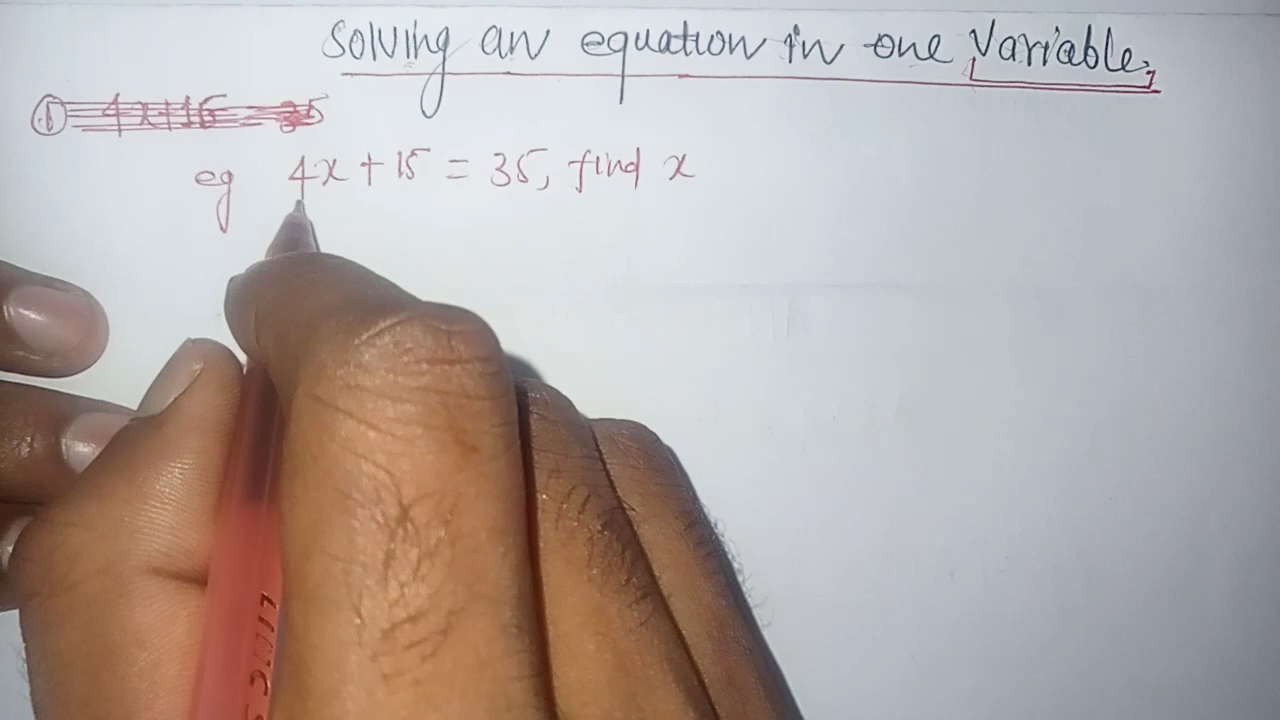 Solving an equation in one Variable,
eg 4x + 15 = 35, find x